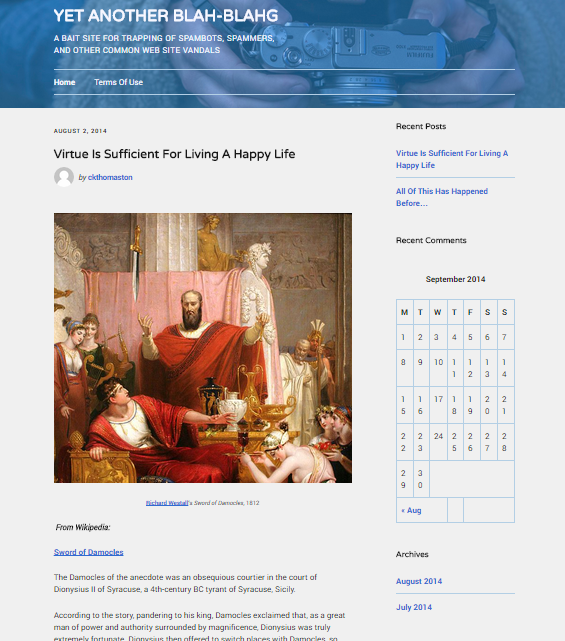 YET ANOTHER BLAH-BLAHG
A BAIT SITE FOR TRAPPING OF SPAMBOTS, SPAMMERS,
AND OTHER COMMON WEB SITE VANDALS
Home Terms Of Use
AUGUST 2, 2014
Virtue Is Sufficient For Living A Happy Life
by ckthomaston
Richard Westall's Sword of Damocles, 1812
From Wikipedia:
Sword of Damocles
The Damocles of the anecdote was an obsequious courtier in the court of
Dionysius II of Syracuse, a 4th-century BC tyrant of Syracuse, Sicily.
According to the story, pandering to his king, Damocles exclaimed that, as a great
man of power and authority surrounded by magnificence, Dionysius was truly
extremely fortunate. Dionysius then offered to switch places with Damocles, so
Recent Posts
Virtue Is Sufficient For Living A
Happy Life
All Of This Has Happened
Before…
Recent Comments
September 2014
M T W T F S S
1 2 3 4 5 6 7
8 9 10 11 12 13 14
15 16 17 18 19 20 21
22 23 24 25 26 27 28
29 30
« Aug
Archives
August 2014
July 2014